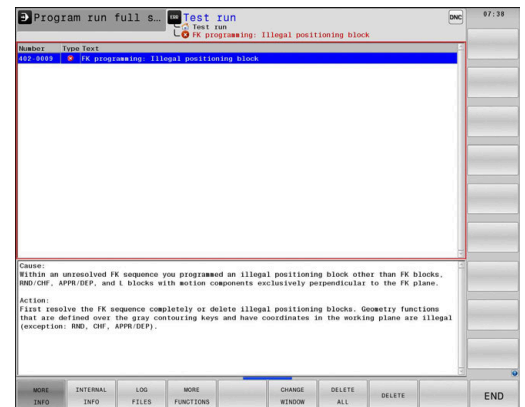 Program run full s...
ERR Test run
DNC
07:38
Test run
FK programming: Illegal positioning block
Number Type Text
402-0009 FK programming: Illegal positioning block
Cause:
Within an unresolved FK sequence you programmed an illegal positioning block other than FK blocks,
RND/CHF, APPR/DEP, and L blocks with motion components exclusively perpendicular to the FK plane.
Action:
First resolve the FK sequence completely or delete illegal positioning blocks. Geometry functions
that are defined over the gray contouring keys and have coordinates in the working plane are illegal
(exception: RND, CHF, APPR/DEP).
MORE INFO
INTERNAL INFO
LOG FILES
MORE FUNCTIONS
CHANGE WINDOW
DELETE ALL
DELETE
END